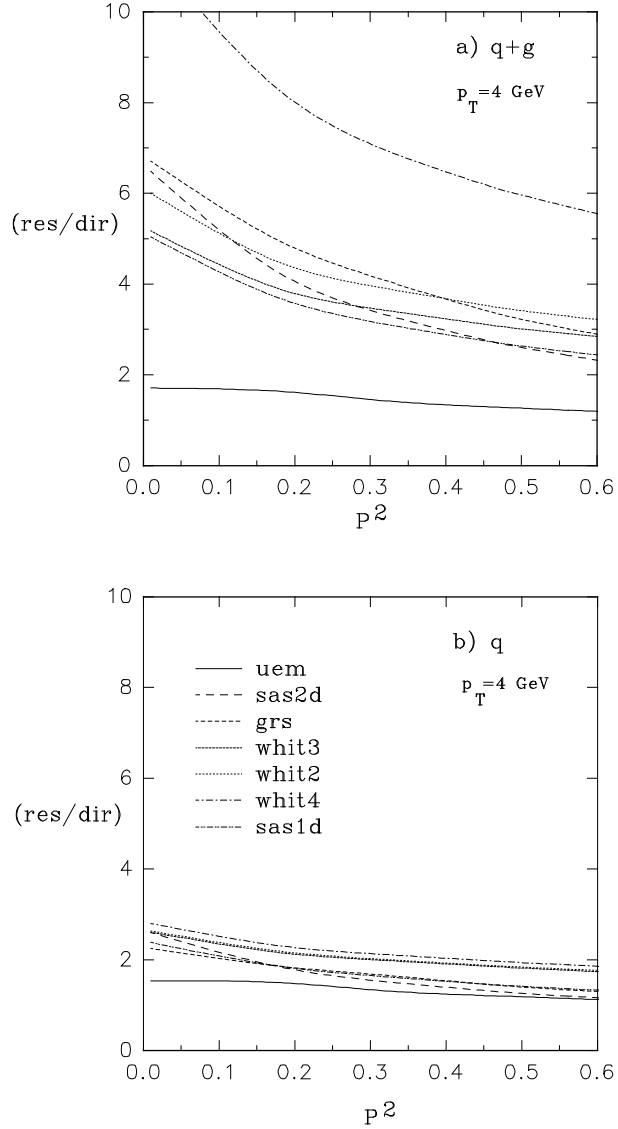 10
a) q+g
p_T=4 GeV
8
6
(res/dir)
4
2
0
0.0 0.1 0.2 0.3 0.4 0.5 0.6
P²
10
b) q
p_T=4 GeV
uem
8
sas2d
grs
whit3
whit2
6
whit4
(res/dir)
sas1d
4
2
0
0.0 0.1 0.2 0.3 0.4 0.5 0.6
P²